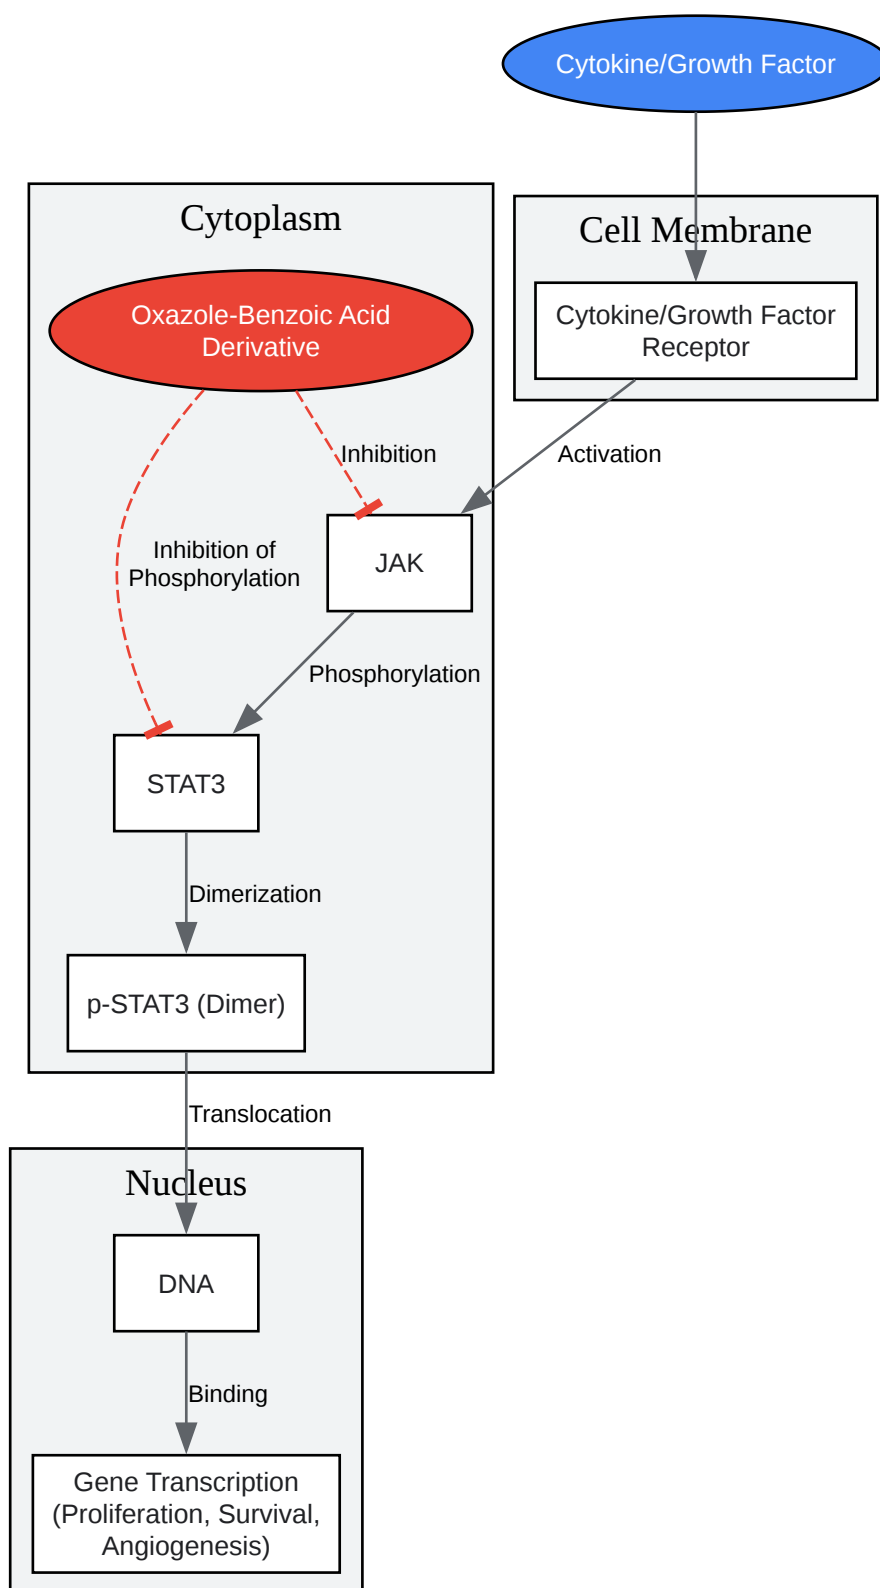 Cytokine/Growth Factor
Cytoplasm
Cell Membrane
Oxazole-Benzoic Acid
Derivative
Cytokine/Growth Factor
Receptor
Inhibition
Activation
Inhibition of
Phosphorylation
JAK
Phosphorylation
STAT3
Dimerization
p-STAT3 (Dimer)
Translocation
Nucleus
DNA
Binding
Gene Transcription
(Proliferation, Survival,
Angiogenesis)